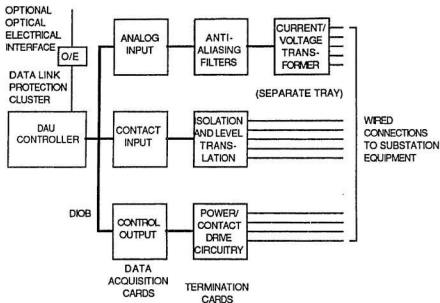 OPTIONAL
OPTICAL
ELECTRICAL
INTERFACE
O/E
DATA LINK
PROTECTION
CLUSTER
DAU
CONTROLLER
DIOB
ANALOG
INPUT
ANTI-
ALIASING
FILTERS
CURRENT/
VOLTAGE
TRANS-
FORMER
(SEPARATE TRAY)
CONTACT
INPUT
ISOLATION
AND LEVEL
TRANS-
LATION
WIRED
CONNECTIONS
TO SUBSTATION
EQUIPMENT
CONTROL
OUTPUT
POWER/
CONTACT
DRIVE
CIRCUITRY
DATA
ACQUISITION
CARDS
TERMINATION
CARDS